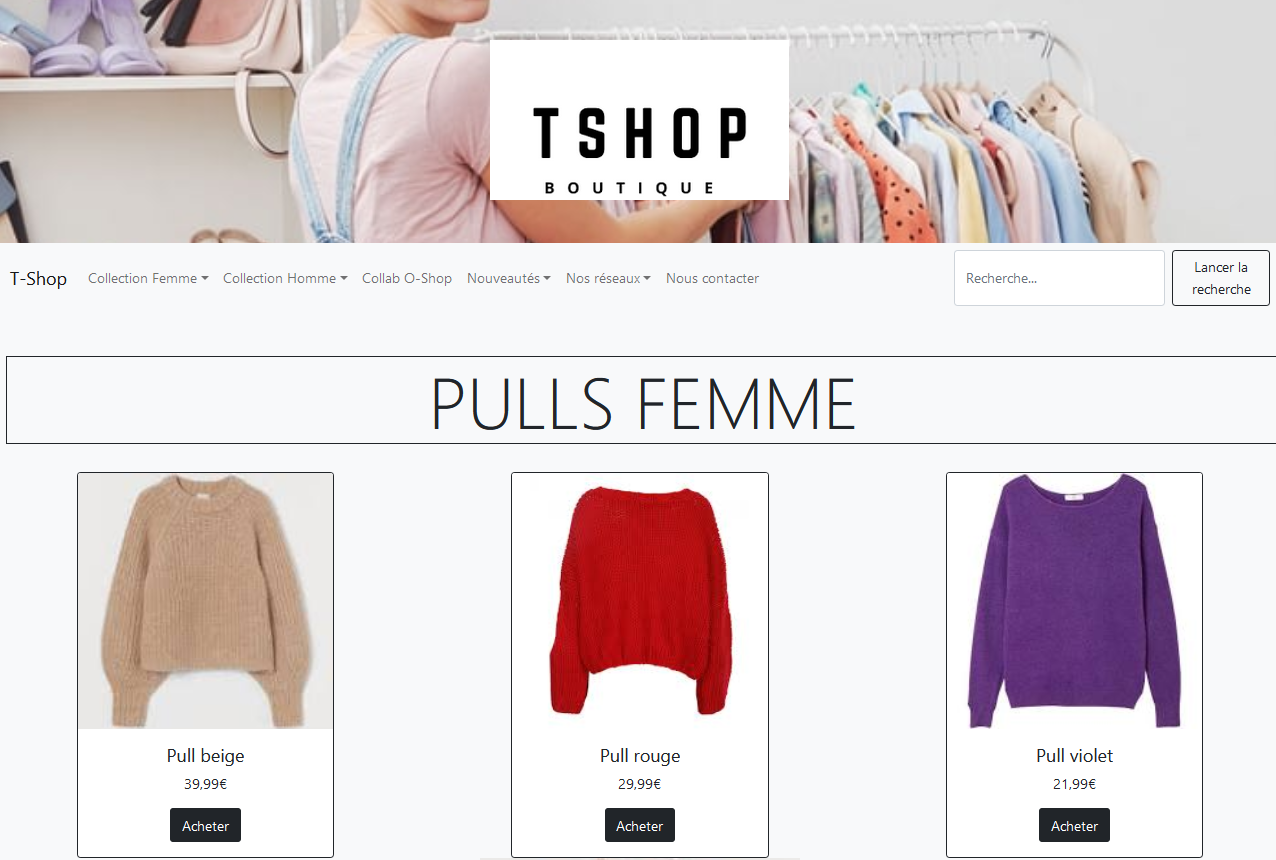 TSHOP
BOUTIQUE
T-Shop
Collection Femme
Collection Homme
Collab O-Shop
Nouveautés
Nos réseaux
Nous contacter
Recherche...
Lancer la
recherche
PULLS FEMME
Pull beige
39,99€
Acheter
Pull rouge
29,99€
Acheter
Pull violet
21,99€
Acheter